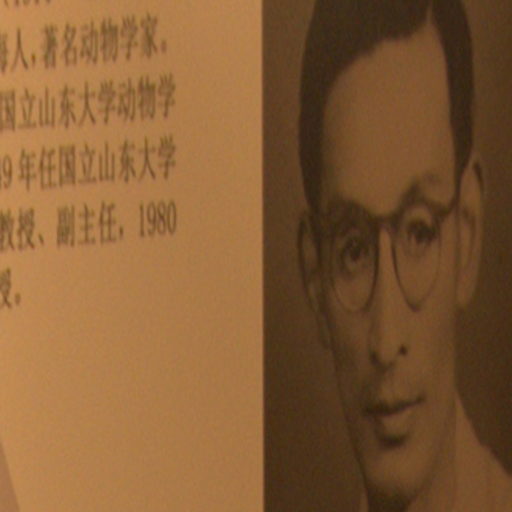 海人，著名动物学家。
国立山东大学动物学
49年任国立山东大学
教授、副主任，1980
授。